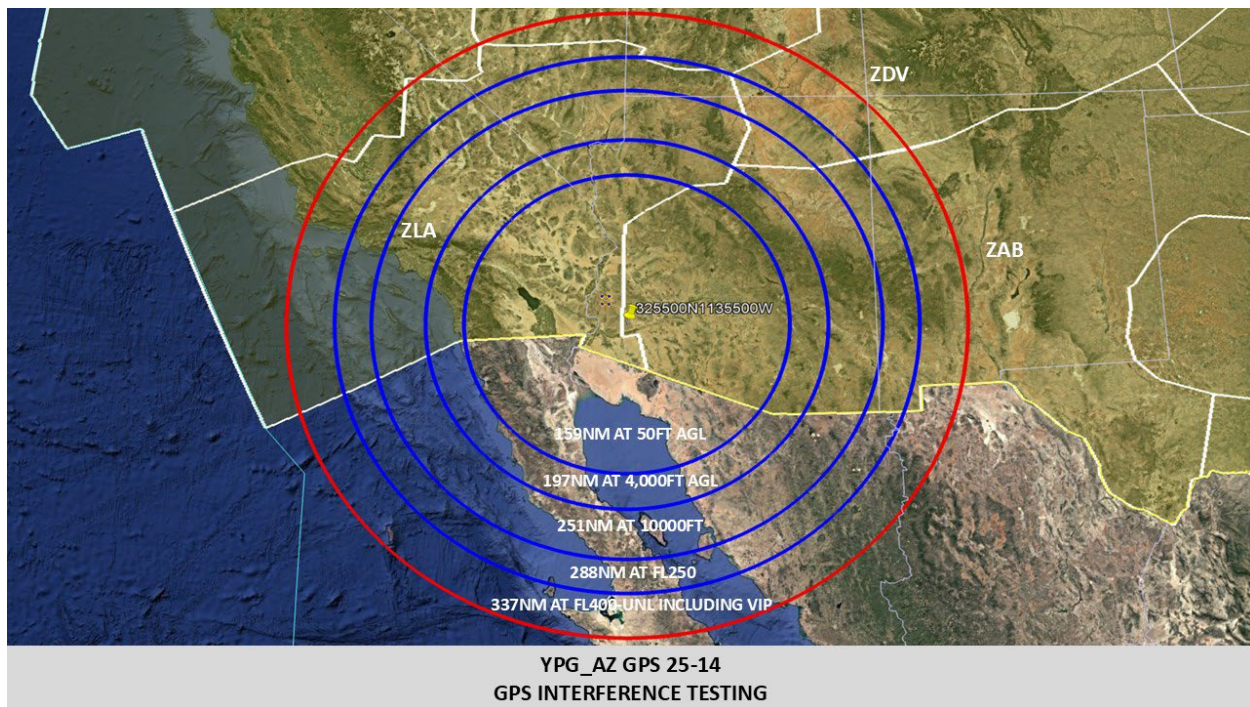 ZDV
ZLA
ZAB
325500N1135500W
159NM AT 50FT AGL
197NM AT 4,000FT AGL
251NM AT 10000FT
288NM AT FL250
337NM AT FL400-UNL INCLUDING VIP
YPG_AZ GPS 25-14
GPS INTERFERENCE TESTING